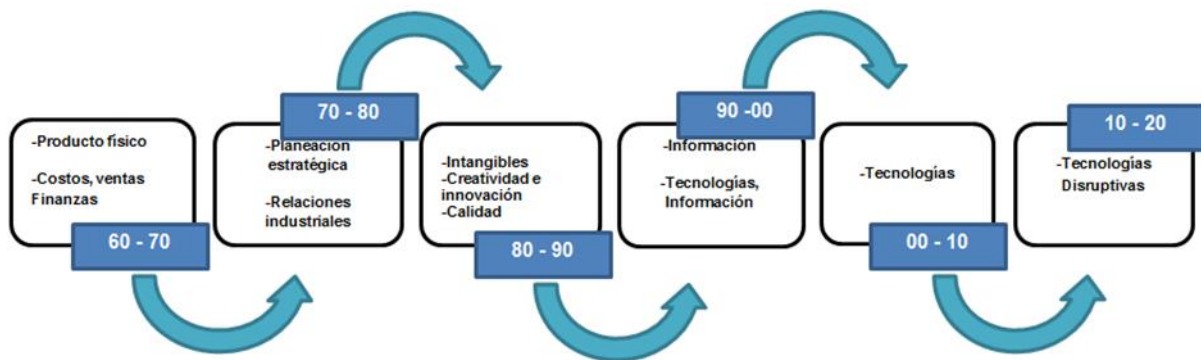 -Producto físico
-Costos, ventas
Finanzas
60 - 70
70 - 80
-Planeación
estratégica
-Relaciones
industriales
-Intangibles
-Creatividad e
innovación
-Calidad
80 - 90
90 -00
-Información
-Tecnologías,
Información
-Tecnologías
00 - 10
10 - 20
-Tecnologías
Disruptivas